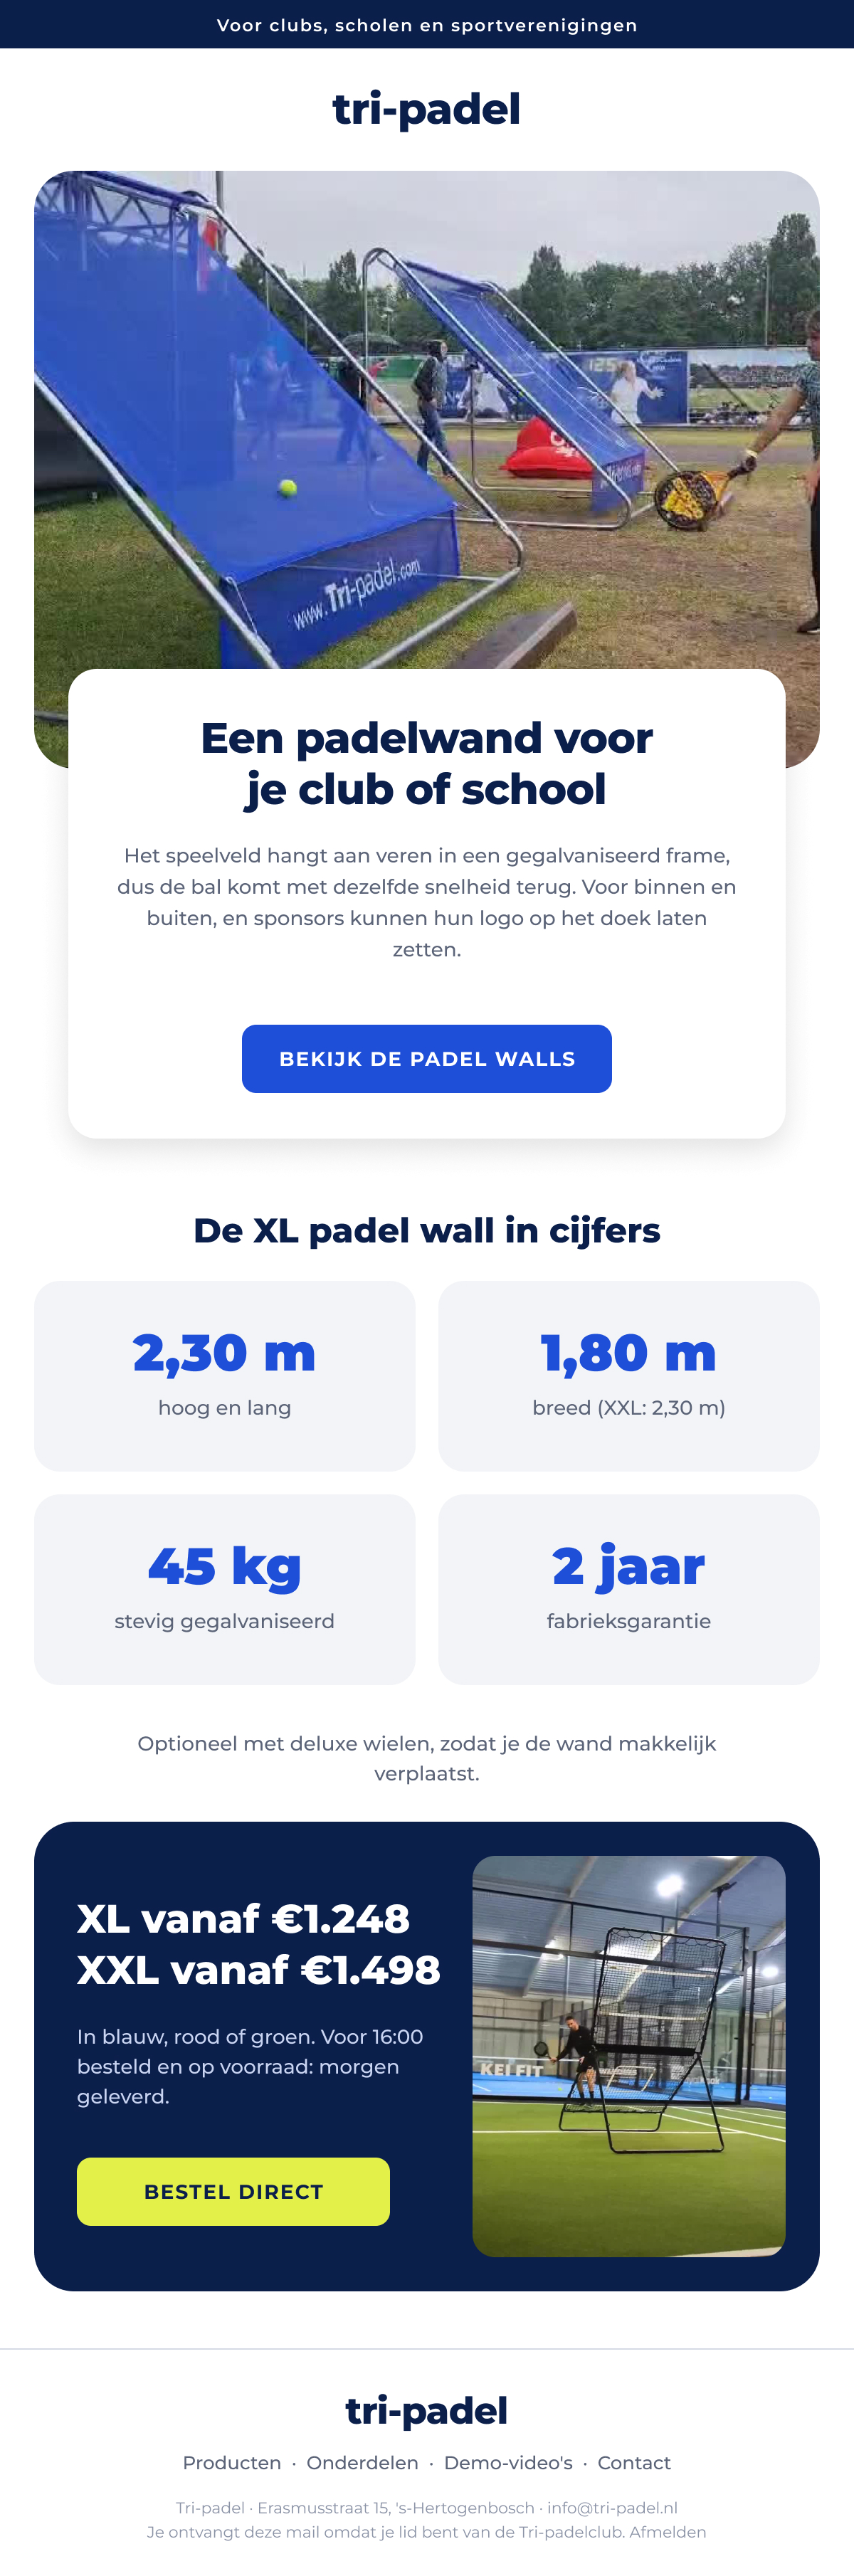 Voor clubs, scholen en sportverenigingen
tri-padel
125
www.Tri-padel.com
Een padelwand voor
je club of school
Het speelveld hangt aan veren in een gegalvaniseerd frame,
dus de bal komt met dezelfde snelheid terug. Voor binnen en
buiten, en sponsors kunnen hun logo op het doek laten
zetten.
BEKIJK DE PADEL WALLS
De XL padel wall in cijfers
2,30 m
hoog en lang
1,80 m
breed (XXL: 2,30 m)
45 kg
stevig gegalvaniseerd
2 jaar
fabrieksgarantie
Optioneel met deluxe wielen, zodat je de wand makkelijk
verplaatst.
XL vanaf €1.248
XXL vanaf €1.498
In blauw, rood of groen. Voor 16:00
besteld en op voorraad: morgen
geleverd.
BESTEL DIRECT
KEI FIT
tri-padel
Producten · Onderdelen · Demo-video's · Contact
Tri-padel · Erasmusstraat 15, 's-Hertogenbosch · info@tri-padel.nl
Je ontvangt deze mail omdat je lid bent van de Tri-padelclub. Afmelden